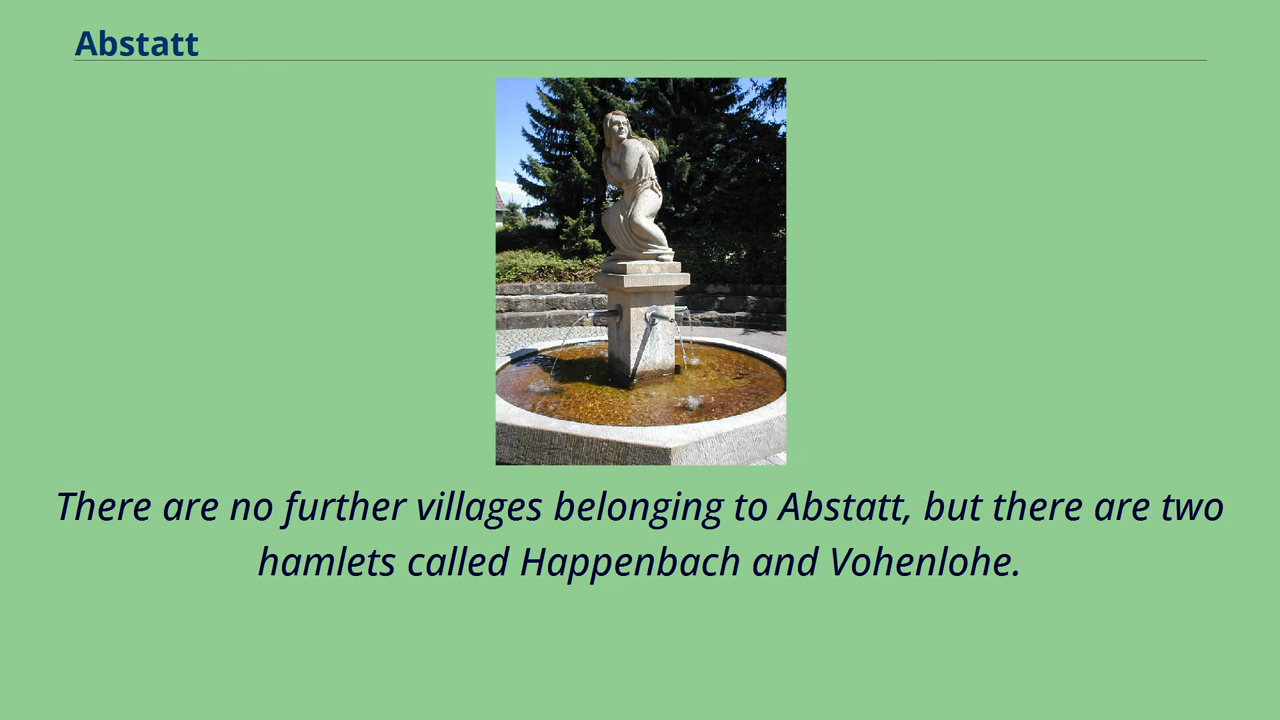 Abstatt
There are no further villages belonging to Abstatt, but there are two
hamlets called Happenbach and Vohenlohe.